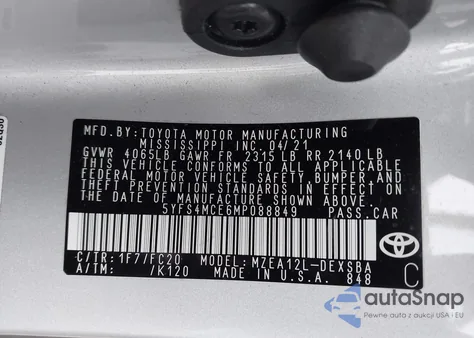 MFD.BY: TOYOTA MOTOR MANUFACTURING
MISSISSIPPI INC. 04/21
GVWR 4065LB GAWR FR 2315 LB RR 2140 LB
THIS VEHICLE CONFORMS TO ALL APPLICABLE
FEDERAL MOTOR VEHICLE SAFETY BUMPER, AND
THEFT PREVENTION STANDARDS IN EFFECT ON
THE DATE OF MANUFACTURE SHOWN ABOVE.
5YFS4MCE6MP088849 PASS.CAR
C/TR: 1F7/FC20 MODEL: MZEA12L-DEXSBA
A/TM: /K120 MADE IN U.S.A. 848
TOYOTA
C
autoSnap
Pewne auta z USA i EU